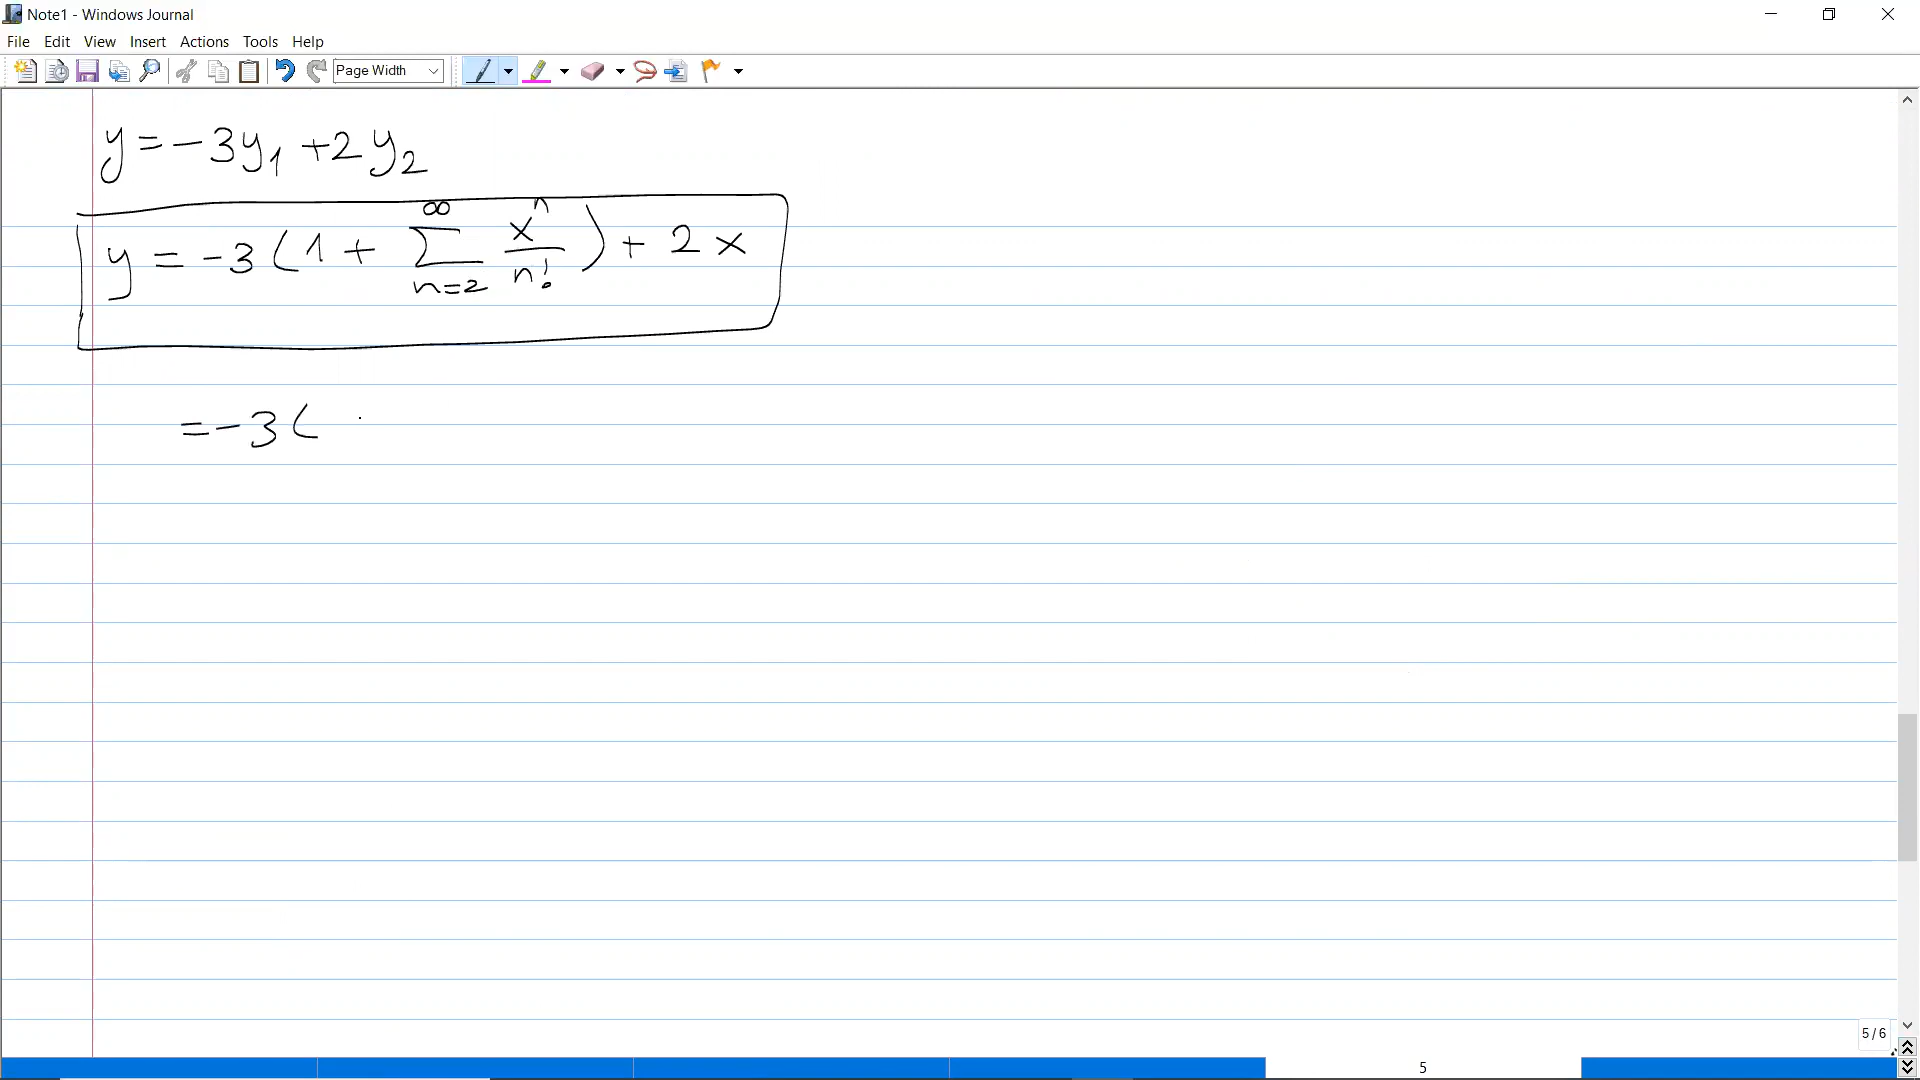 Note1 - Windows Journal
File Edit View Insert Actions Tools Help
Page Width
y = -3y₁ + 2y₂
y = -3(1 + ∑_{n=2}^{∞} xⁿ/n!) + 2x
= -3(
5 / 6
5